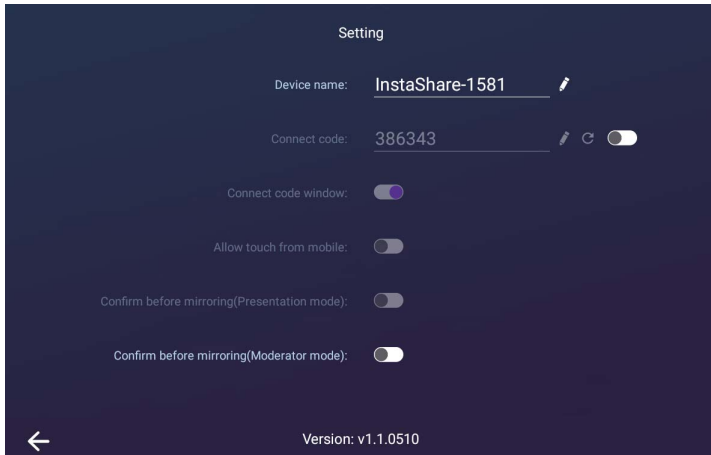 Setting
Device name: InstaShare-1581
Connect code: 386343
Connect code window:
Allow touch from mobile:
Confirm before mirroring(Presentation mode):
Confirm before mirroring(Moderator mode):
Version: v1.1.0510